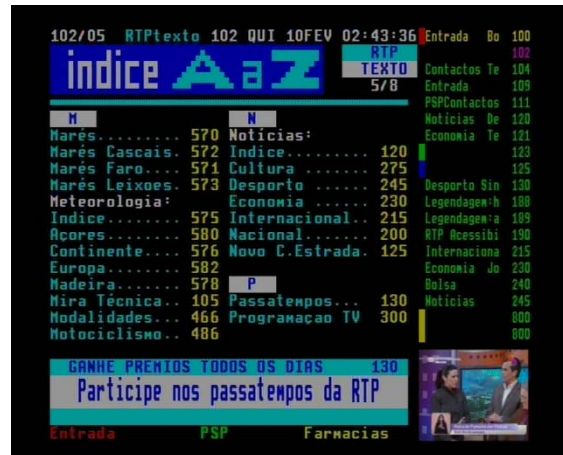 102/05 RTPtexto 102 QUI 10FEV 02:43:36
indice A a Z
RTP
TEXTO
5/8
M
Marés......... 570
Marés Cascais. 572
Marés Faro.... 571
Marés Leixoes. 573
Meteorologia:
Indice........ 575
Açores........ 580
Continente.... 576
Europa........ 582
Madeira....... 578
Mira Técnica.. 105
Modalidades... 466
Motociclismo.. 486
N
Notícias:
Indice......... 120
Cultura ....... 275
Desporto ...... 245
Economia ...... 230
Internacional.. 215
Nacional....... 200
Novo C.Estrada. 125
P
Passatempos... 130
Programaçao TV 300
GANHE PREMIOS TODOS OS DIAS 130
Participe nos passatempos da RTP
Entrada PSP Farmacias
Entrada Bo 100
102
Contactos Te 104
Entrada 109
PSPContactos 111
Notícias De 120
Economia Te 121
123
125
Desporto Sin 130
Legendagem:h 188
Legendagem:a 189
RTP Acessibi 190
Internaciona 215
Economia Jo 230
Bolsa 240
Notícias 245
800
800